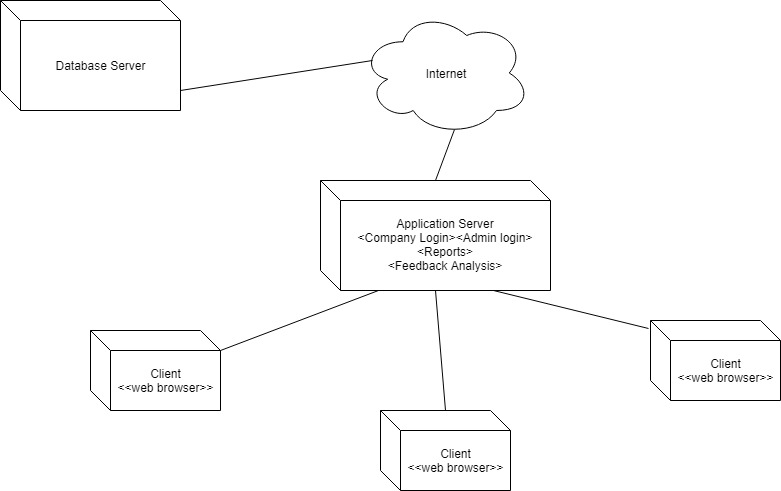 Database Server
Internet
Application Server
<Company Login><Admin login>
<Reports>
<Feedback Analysis>
Client
<<web browser>>
Client
<<web browser>>
Client
<<web browser>>